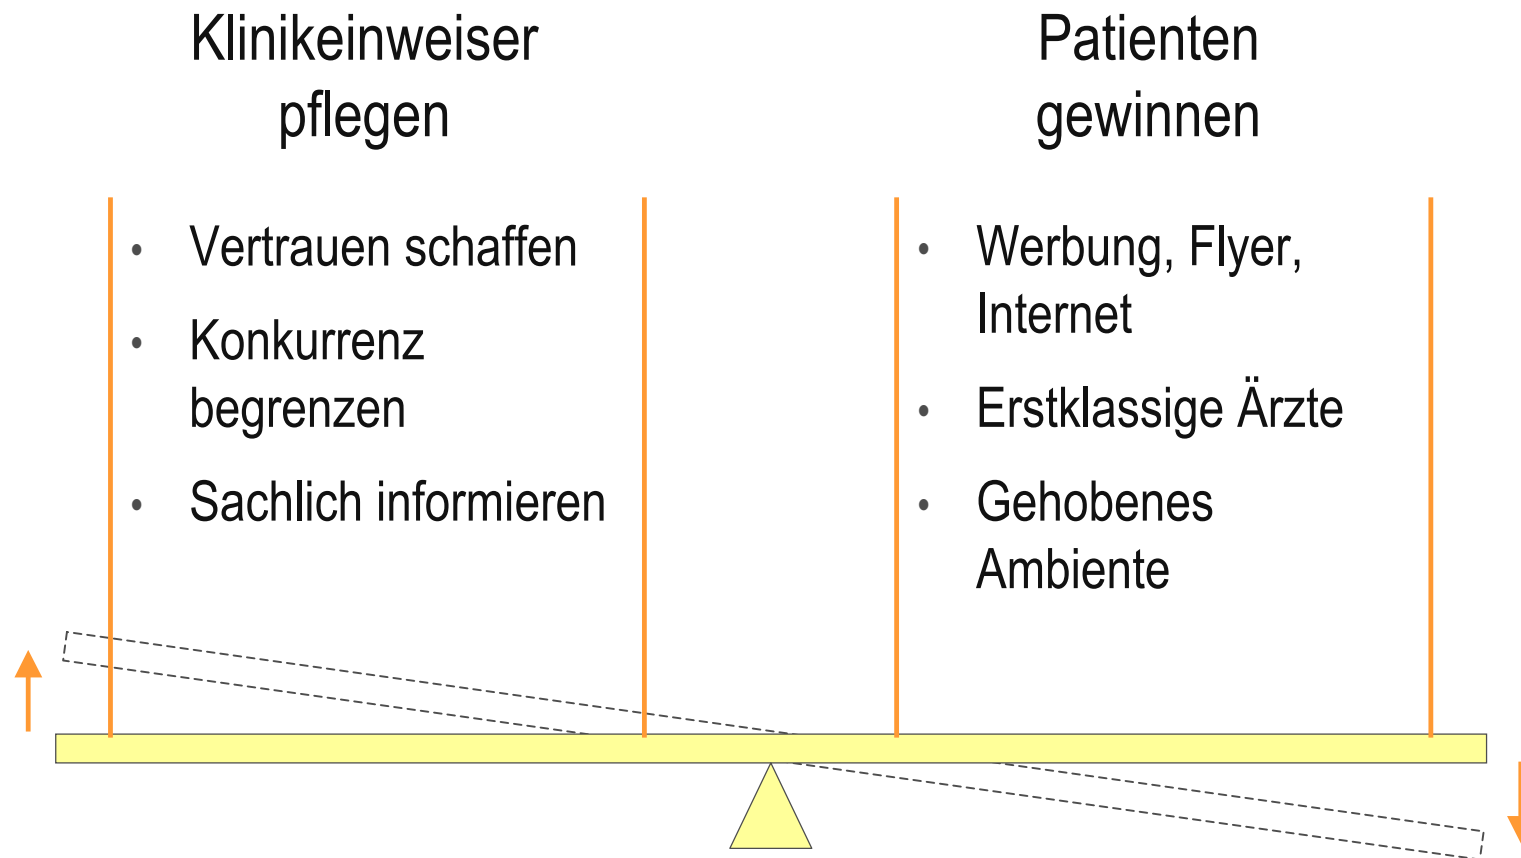 Klinikeinweiser
pflegen
• Vertrauen schaffen
• Konkurrenz
begrenzen
• Sachlich informieren
Patienten
gewinnen
• Werbung, Flyer,
Internet
• Erstklassige Ärzte
• Gehobenes
Ambiente